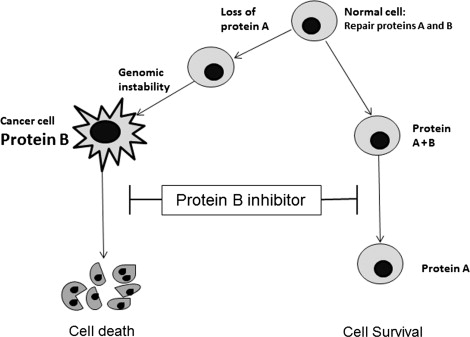 Loss of
protein A
Normal cell:
Repair proteins A and B
Genomic
instability
Cancer cell
Protein B
Protein
A+B
Protein B inhibitor
Protein A
Cell death
Cell Survival